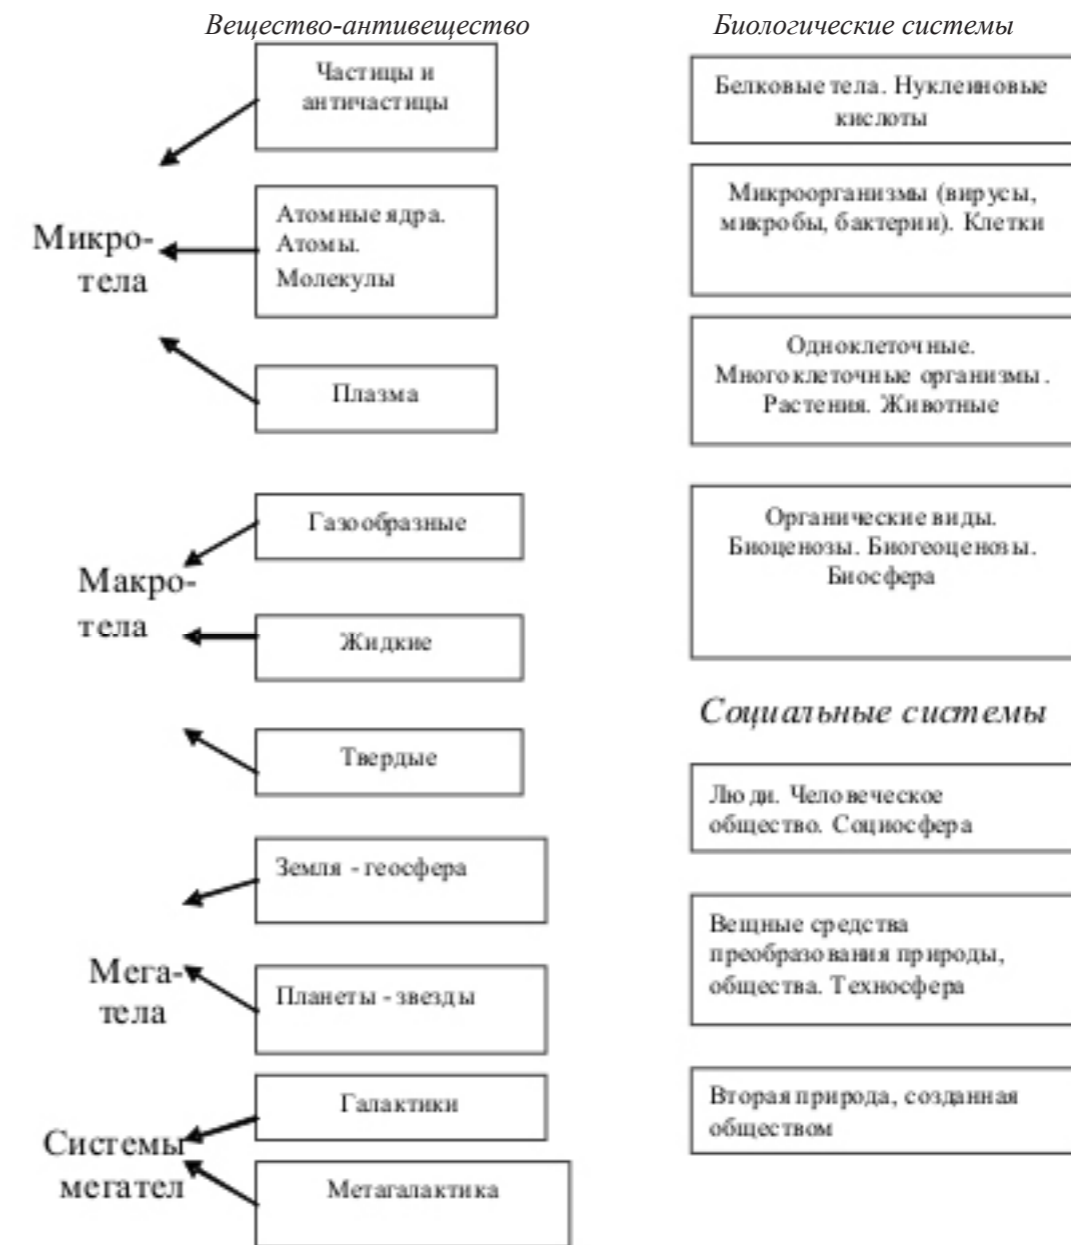 Вещество-антивещество
Частицы и
античастицы
Микро-
тела
Атомные ядра.
Атомы.
Молекулы
Плазма
Газообразные
Макро-
тела
Жидкие
Твердые
Земля - геосфера
Мега-
тела
Планеты - звезды
Галактики
Системы
мегател
Метагалактика
Биологические системы
Белковые тела. Нуклеиновые
кислоты
Микроорганизмы (вирусы,
микробы, бактерии). Клетки
Одноклеточные.
Многоклеточные организмы.
Растения. Животные
Органические виды.
Биоценозы. Биогеоценозы.
Биосфера
Социальные системы
Люди. Человеческое
общество. Социосфера
Вещные средства
преобразования природы,
общества. Техносфера
Вторая природа, созданная
обществом